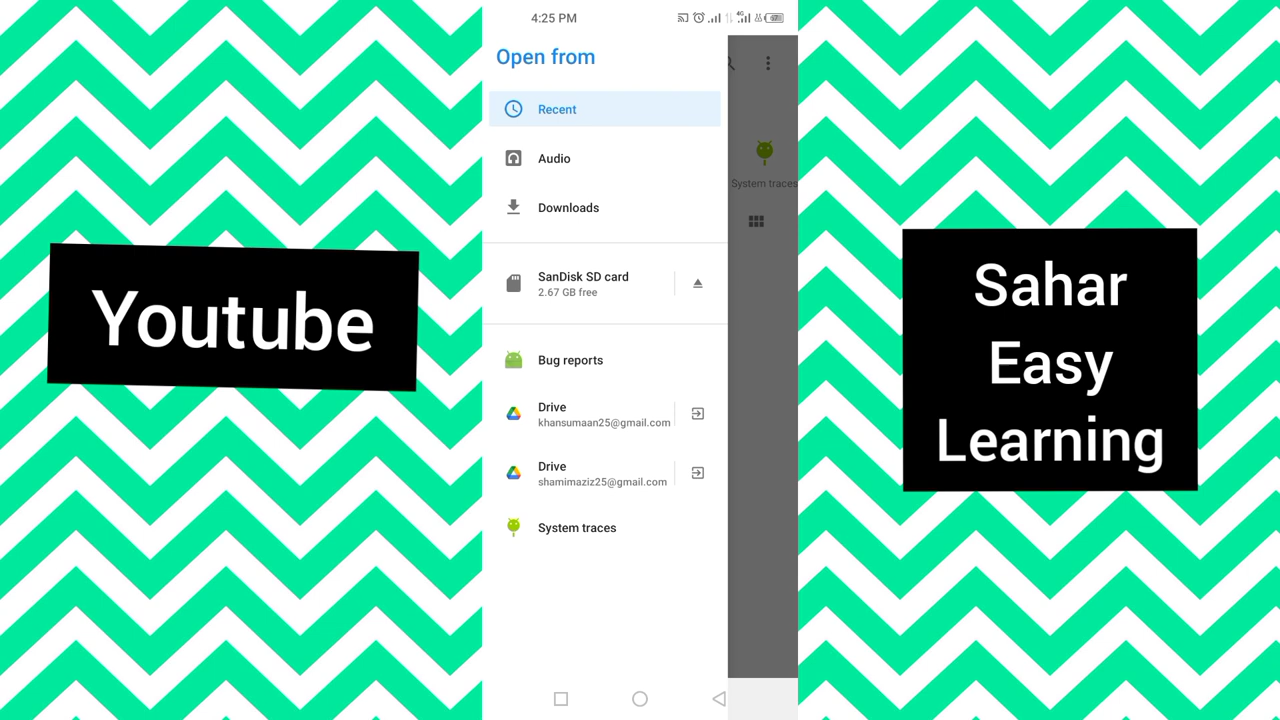 Youtube
4:25 PM
4G
Open from
Recent
Audio
Downloads
SanDisk SD card
2.67 GB free
Bug reports
Drive
khansumaan25@gmail.com
Drive
shamimaziz25@gmail.com
System traces
System traces
Sahar
Easy
Learning